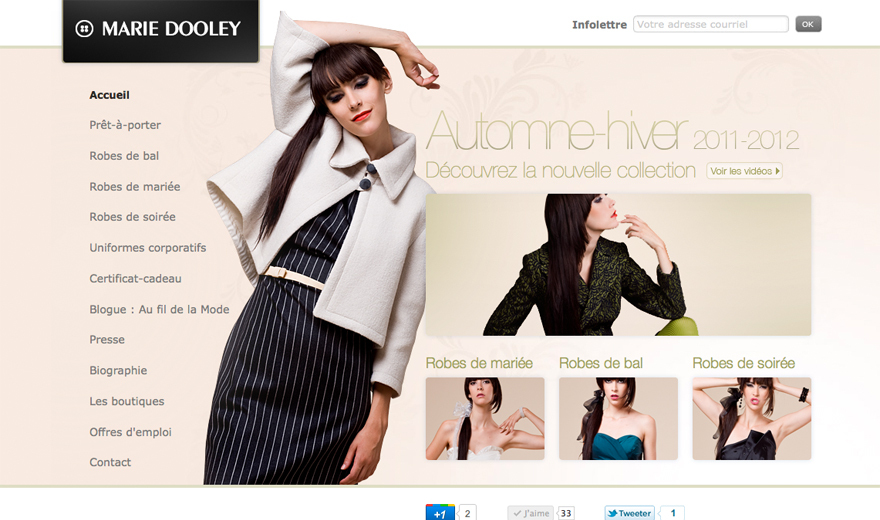 MARIE DOOLEY
Infolettre Votre adresse courriel OK
Accueil
Prêt-à-porter
Robes de bal
Robes de mariée
Robes de soirée
Uniformes corporatifs
Certificat-cadeau
Blogue : Au fil de la Mode
Presse
Biographie
Les boutiques
Offres d'emploi
Contact
Automne-hiver 2011-2012
Découvrez la nouvelle collection Voir les vidéos
Robes de mariée Robes de bal Robes de soirée
+1 2 J'aime 33 Tweeter 1